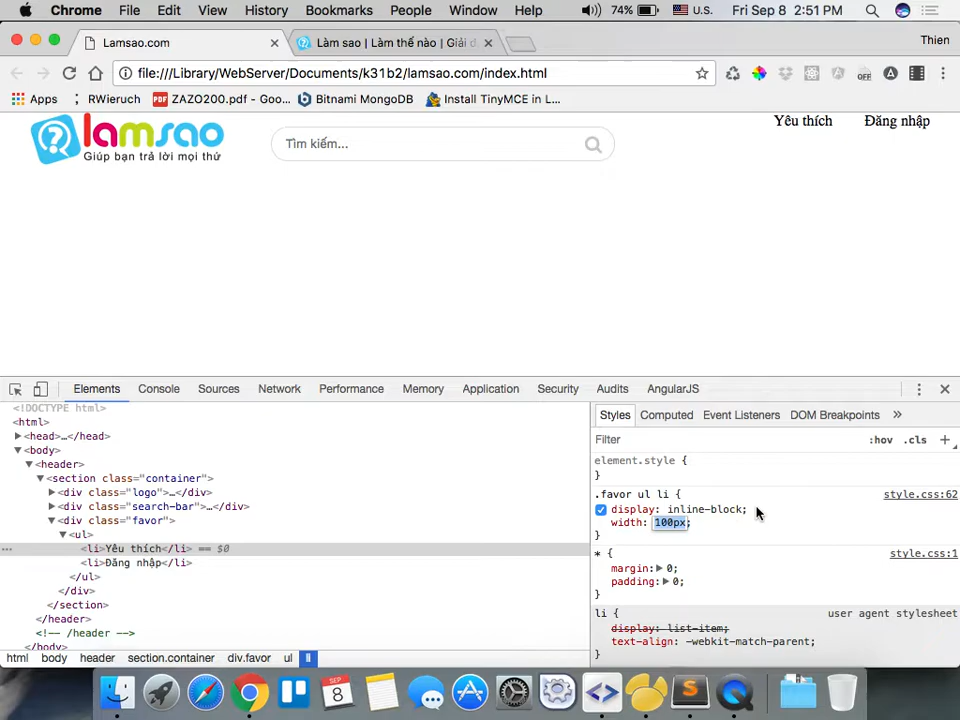 Chrome File Edit View History Bookmarks People Window Help 74% U.S. Fri Sep 8 2:51 PM
Lamsao.com Làm sao | Làm thế nào | Giải đ Thien
file:///Library/WebServer/Documents/k31b2/lamsao.com/index.html OFF
Apps RWieruch PDF ZAZO200.pdf - Goo... Bitnami MongoDB Install TinyMCE in L...
lamsao
Giúp bạn trả lời mọi thứ
Tìm kiếm...
Yêu thích Đăng nhập
Elements Console Sources Network Performance Memory Application Security Audits AngularJS
<!DOCTYPE html>
<html>
<head>…</head>
<body>
<header>
<section class="container">
<div class="logo">…</div>
<div class="search-bar">…</div>
<div class="favor">
<ul>
<li>Yêu thích</li> == $0
<li>Đăng nhập</li>
</ul>
</div>
</section>
</header>
<!-- /header -->
</body>
html body header section.container div.favor ul li
Styles Computed Event Listeners DOM Breakpoints »
Filter :hov .cls +
element.style {
}
.favor ul li { style.css:62
display: inline-block;
width: 100px;
}
* { style.css:1
margin: 0;
padding: 0;
}
li { user agent stylesheet
display: list-item;
text-align: -webkit-match-parent;
}
SEP
8